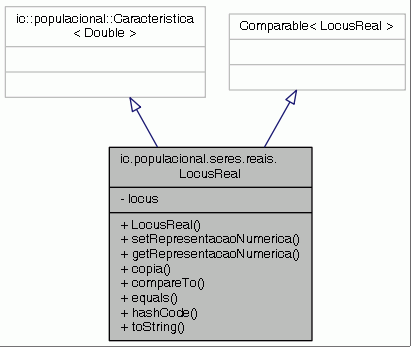 ic::populacional::Caracteristica
< Double >
Comparable< LocusReal >
ic.populacional.seres.reais.
LocusReal
- locus
+ LocusReal()
+ setRepresentacaoNumerica()
+ getRepresentacaoNumerica()
+ copia()
+ compareTo()
+ equals()
+ hashCode()
+ toString()